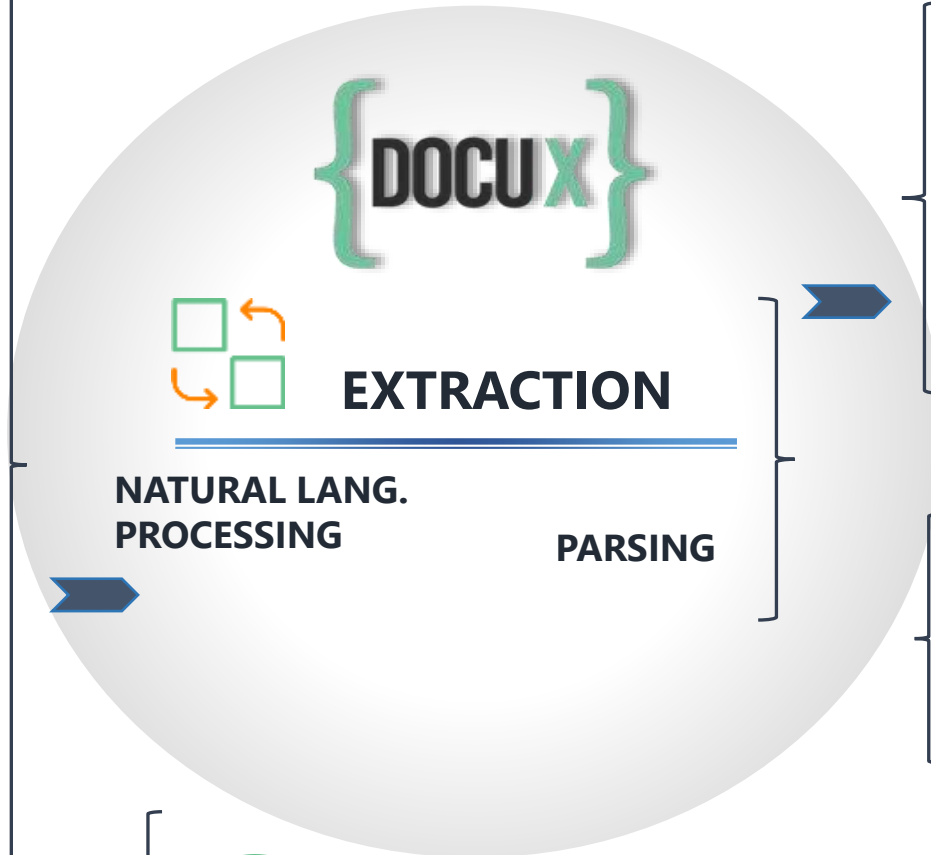 {DOCUX}
EXTRACTION
NATURAL LANG.
PROCESSING
PARSING